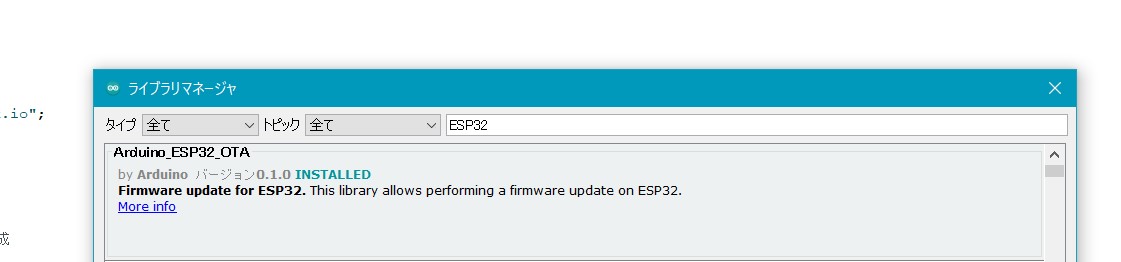 ライブラリマネージャ
.io";
タイプ 全て トピック 全て ESP32
Arduino_ESP32_OTA
by Arduino バージョン0.1.0 INSTALLED
Firmware update for ESP32. This library allows performing a firmware update on ESP32.
More info
成